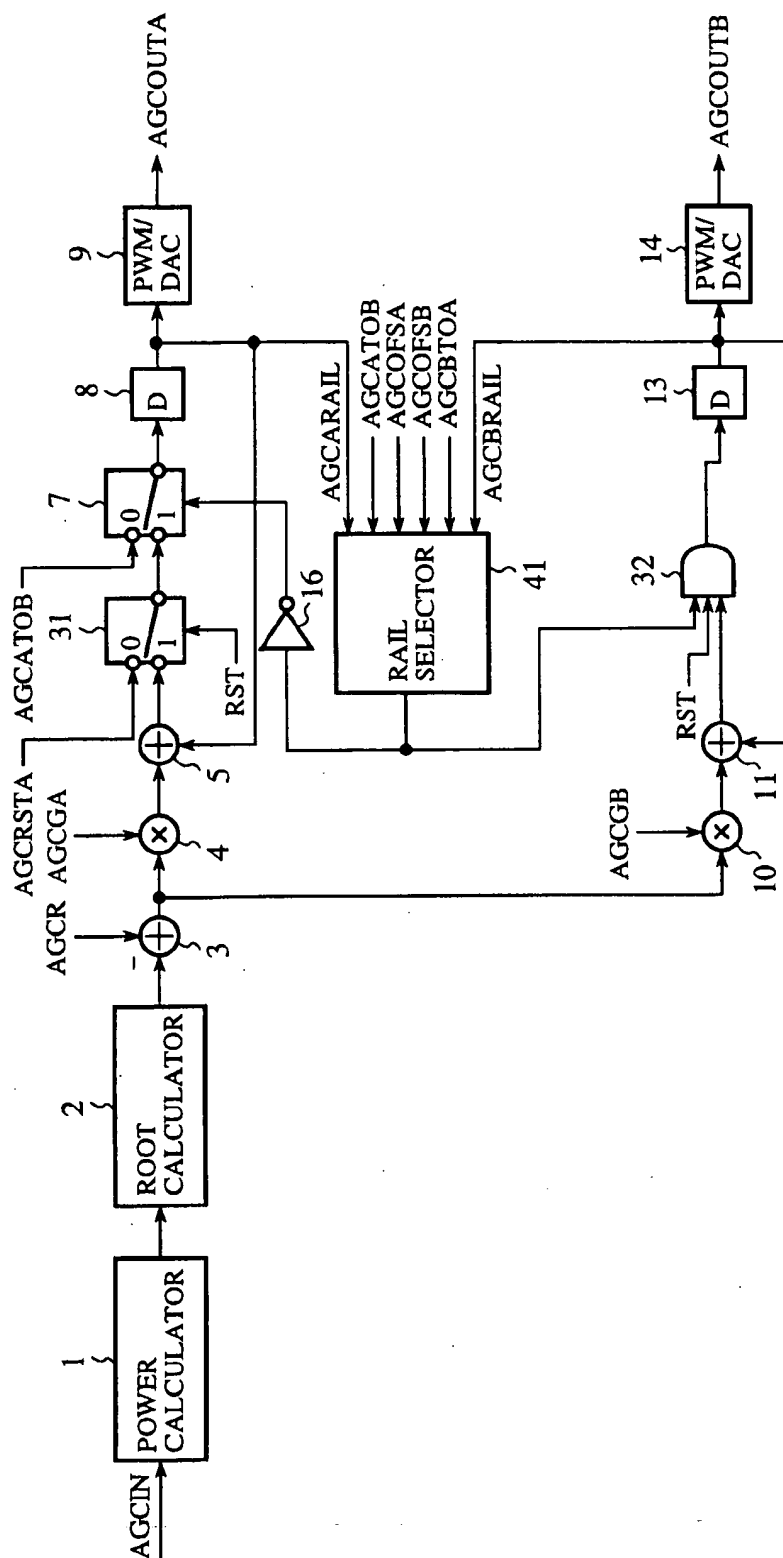 AGCIN
1
POWER
CALCULATOR
2
ROOT
CALCULATOR
AGCR
-
+
3
AGCGA
×
4
AGCRSTA
+
5
AGCATOB
31
0
1
RST
7
0
1
8
D
9
PWM/
DAC
AGCOUTA
16
AGCARAIL
AGCATOB
AGCOFSA
AGCOFSB
AGCBTOA
AGCBRAIL
RAIL
SELECTOR
41
AGCGB
×
10
+
11
RST
32
13
D
14
PWM/
DAC
AGCOUTB